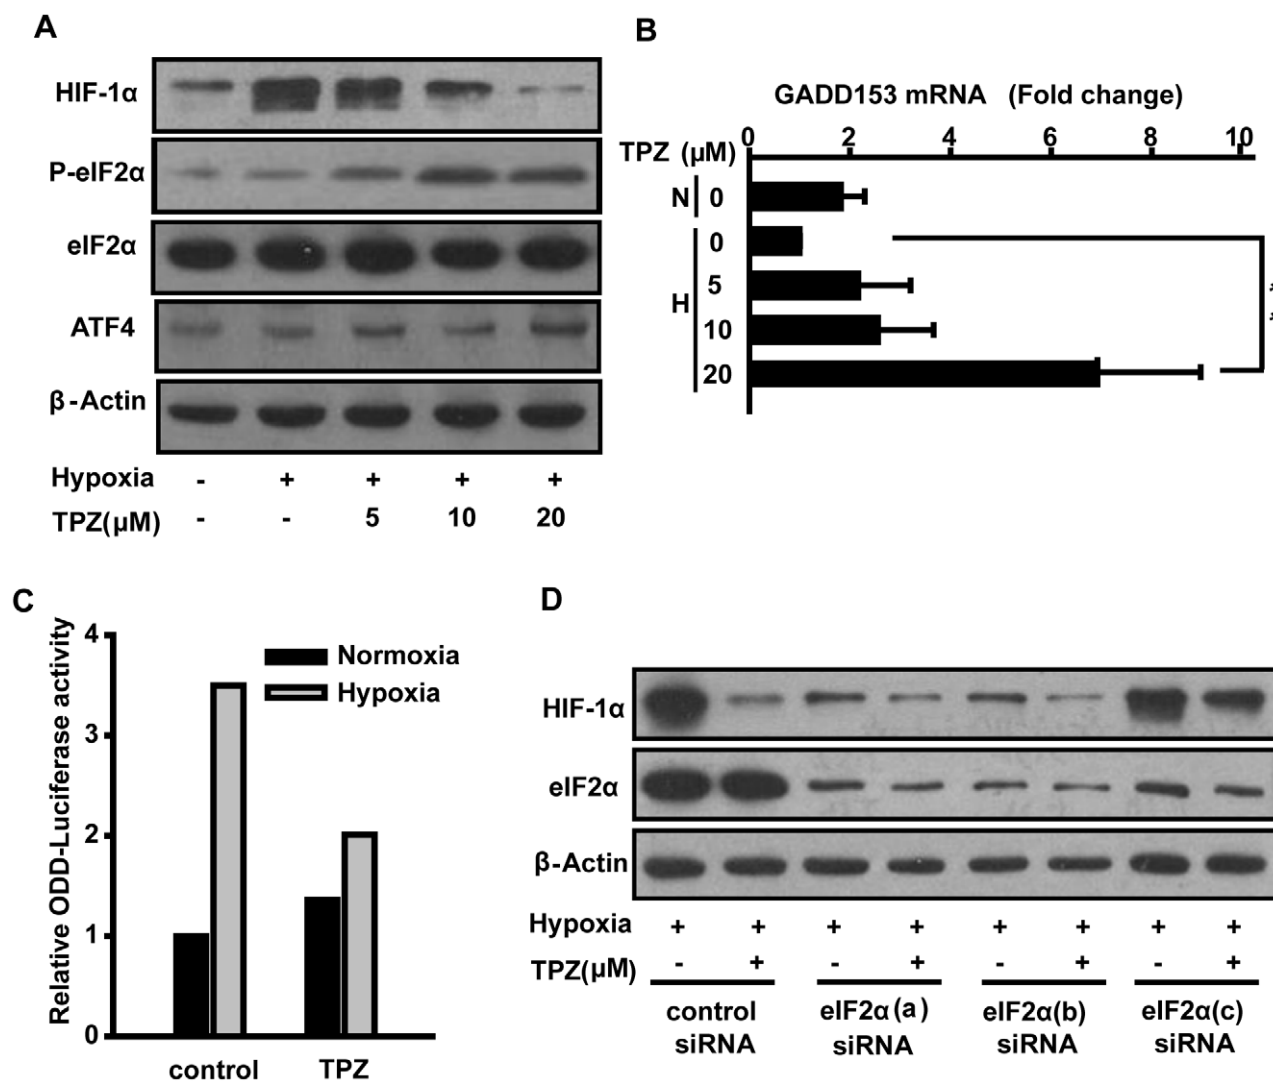 A
HIF-1α
P-eIF2α
eIF2α
ATF4
β-Actin
Hypoxia - + + + +
TPZ(μM) - - 5 10 20
B
GADD153 mRNA (Fold change)
0 2 4 6 8 10
TPZ (μM)
N 0
0
5
H
10
20
*
*
C
Relative ODD-Luciferase activity
4
3
2
1
0
Normoxia
Hypoxia
control TPZ
D
HIF-1α
eIF2α
β-Actin
Hypoxia + + + + + + + +
TPZ(μM) - + - + - + - +
control eIF2α(a) eIF2α(b) eIF2α(c)
siRNA siRNA siRNA siRNA